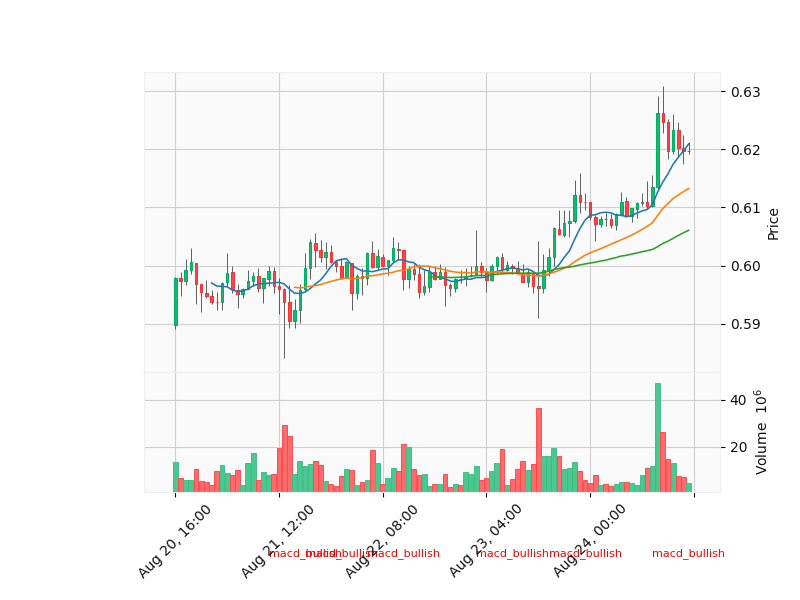 0.63
0.62
0.61
0.60
0.59
Price
40
20
Volume 10⁶
Aug 20, 16:00
Aug 21, 12:00
Aug 22, 08:00
Aug 23, 04:00
Aug 24, 00:00
macd_bullish
macd_bullish
macd_bullish
macd_bullish
macd_bullish
macd_bullish